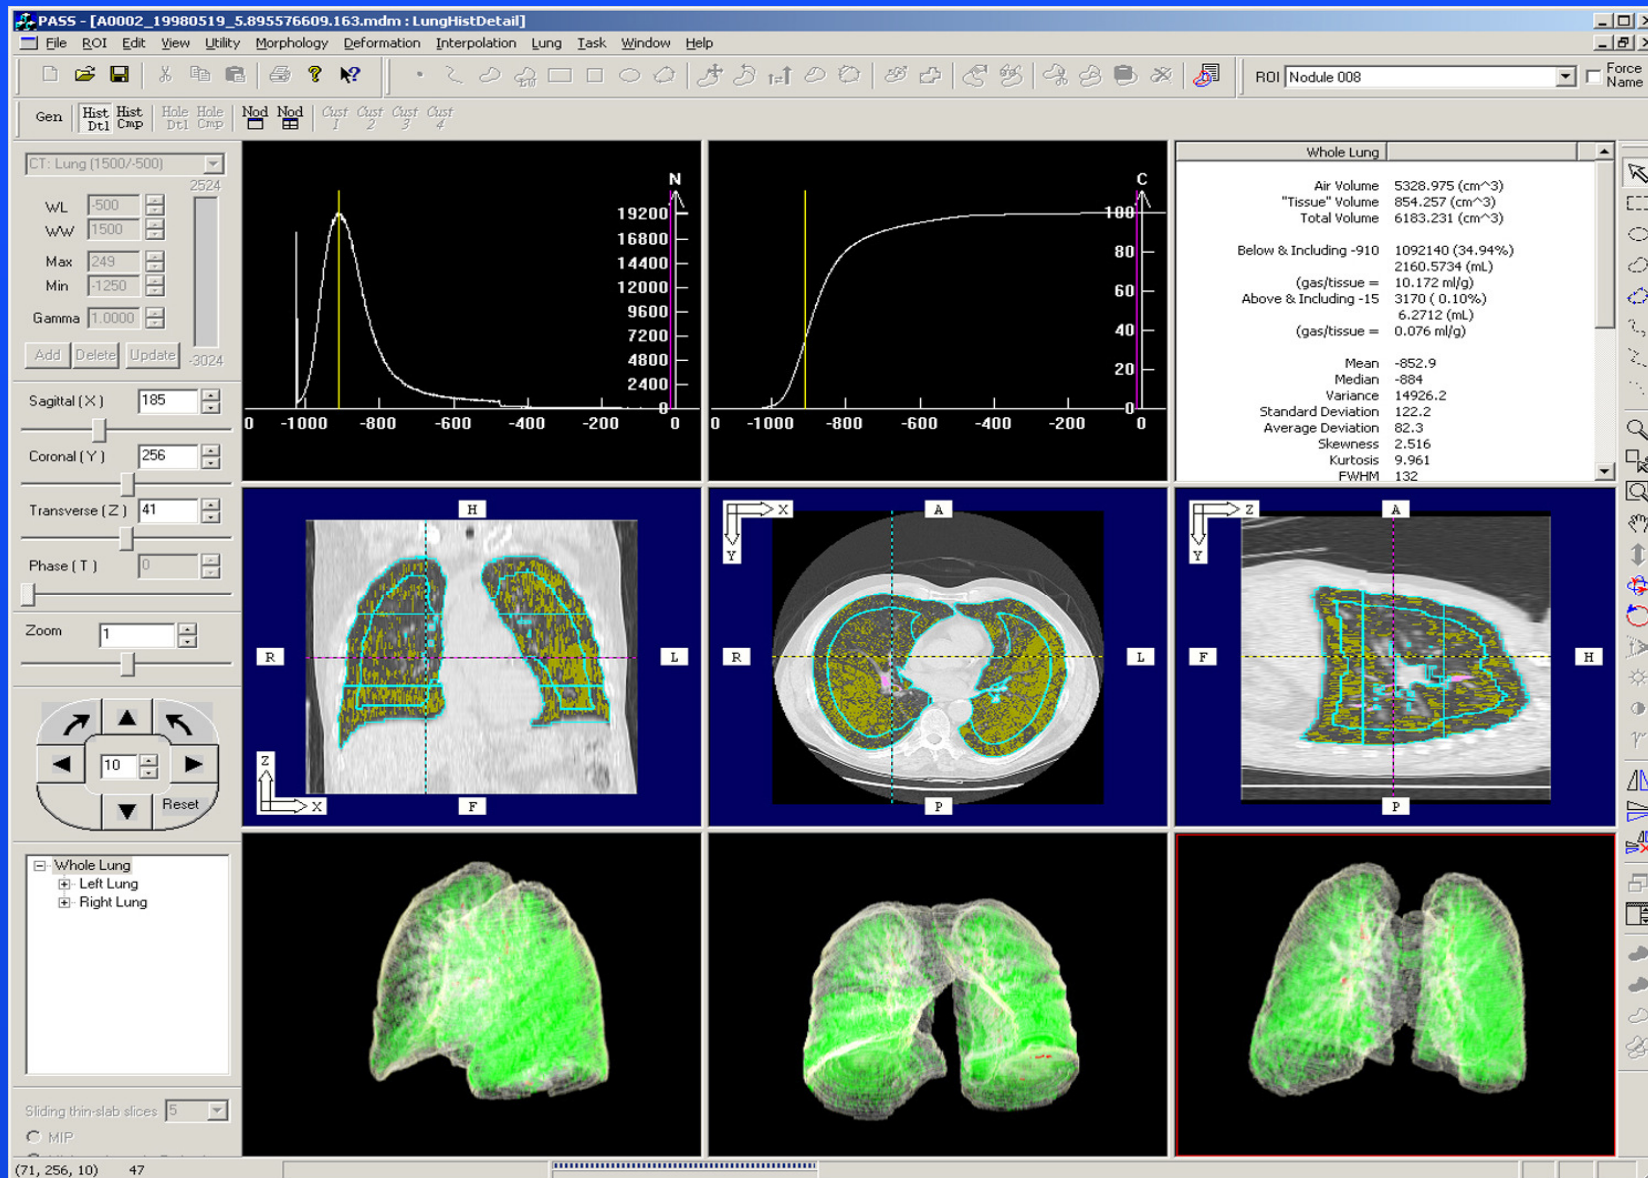 PASS - [A0002_19980519_5.895576609.163.mdm : LungHistDetail]
File ROI Edit View Utility Morphology Deformation Interpolation Lung Task Window Help
ROI Nodule 008 Force Name
Gen Hist Dtl Hist Cmp Hole Dtl Hole Cmp Nod Nod Cust 1 Cust 2 Cust 3 Cust 4
CT: Lung (1500/-500)
2524
WL -500
WW 1500
Max 249
Min -1250
Gamma 1.0000
Add Delete Update -3024
Sagittal ( X ) 185
Coronal ( Y ) 256
Transverse ( Z ) 41
Phase ( T ) 0
Zoom 1
10
Reset
Whole Lung
Left Lung
Right Lung
Sliding thin-slab slices 5
MIP
N
19200
16800
14400
12000
9600
7200
4800
2400
0
0 -1000 -800 -600 -400 -200 0
C
100
80
60
40
20
0
0 -1000 -800 -600 -400 -200 0
Whole Lung
Air Volume 5328.975 (cm^3)
"Tissue" Volume 854.257 (cm^3)
Total Volume 6183.231 (cm^3)
Below & Including -910 1092140 (34.94%)
2160.5734 (mL)
(gas/tissue = 10.172 ml/g)
Above & Including -15 3170 ( 0.10%)
6.2712 (mL)
(gas/tissue = 0.076 ml/g)
Mean -852.9
Median -884
Variance 14926.2
Standard Deviation 122.2
Average Deviation 82.3
Skewness 2.516
Kurtosis 9.961
FWHM 132
H
R L
Z
X
F
X
Y
A
R L
P
Z
Y
A
F H
P
(71, 256, 10) 47